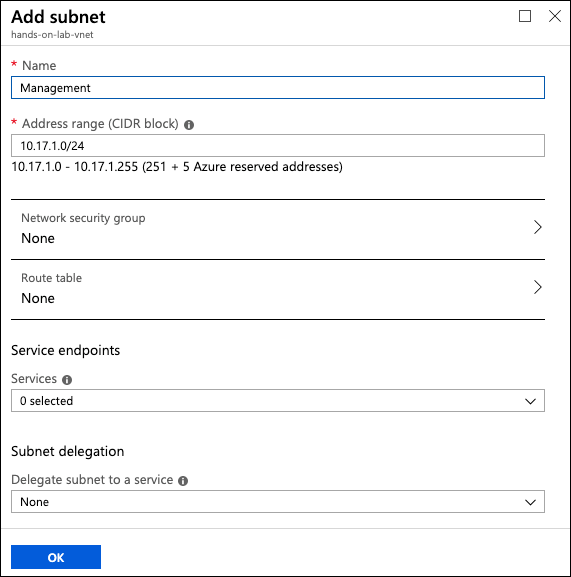 Add subnet
hands-on-lab-vnet
* Name
Management
* Address range (CIDR block)
10.17.1.0/24
10.17.1.0 - 10.17.1.255 (251 + 5 Azure reserved addresses)
Network security group
None
Route table
None
Service endpoints
Services
0 selected
Subnet delegation
Delegate subnet to a service
None
OK